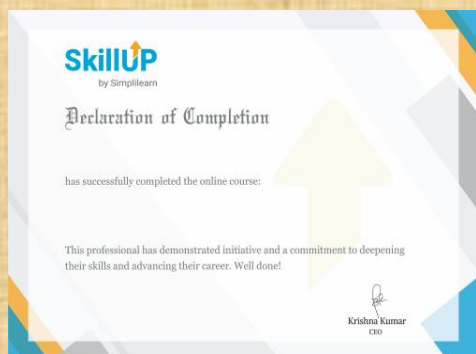 SkillUP
by Simplilearn
Declaration of Completion
has successfully completed the online course:
This professional has demonstrated initiative and a commitment to deepening
their skills and advancing their career. Well done!
Krishna Kumar
CEO